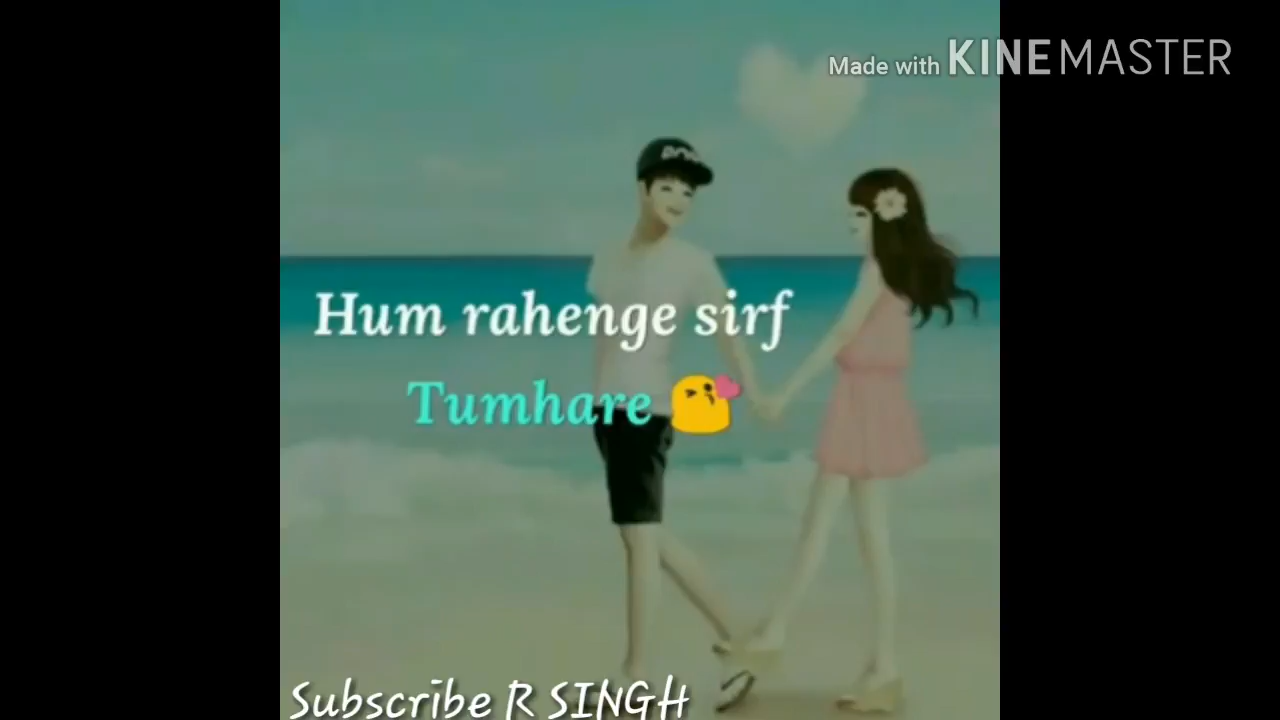 Made with KINEMASTER
Hum rahenge sirf
Tumhare 😘
Subscribe R SINGH